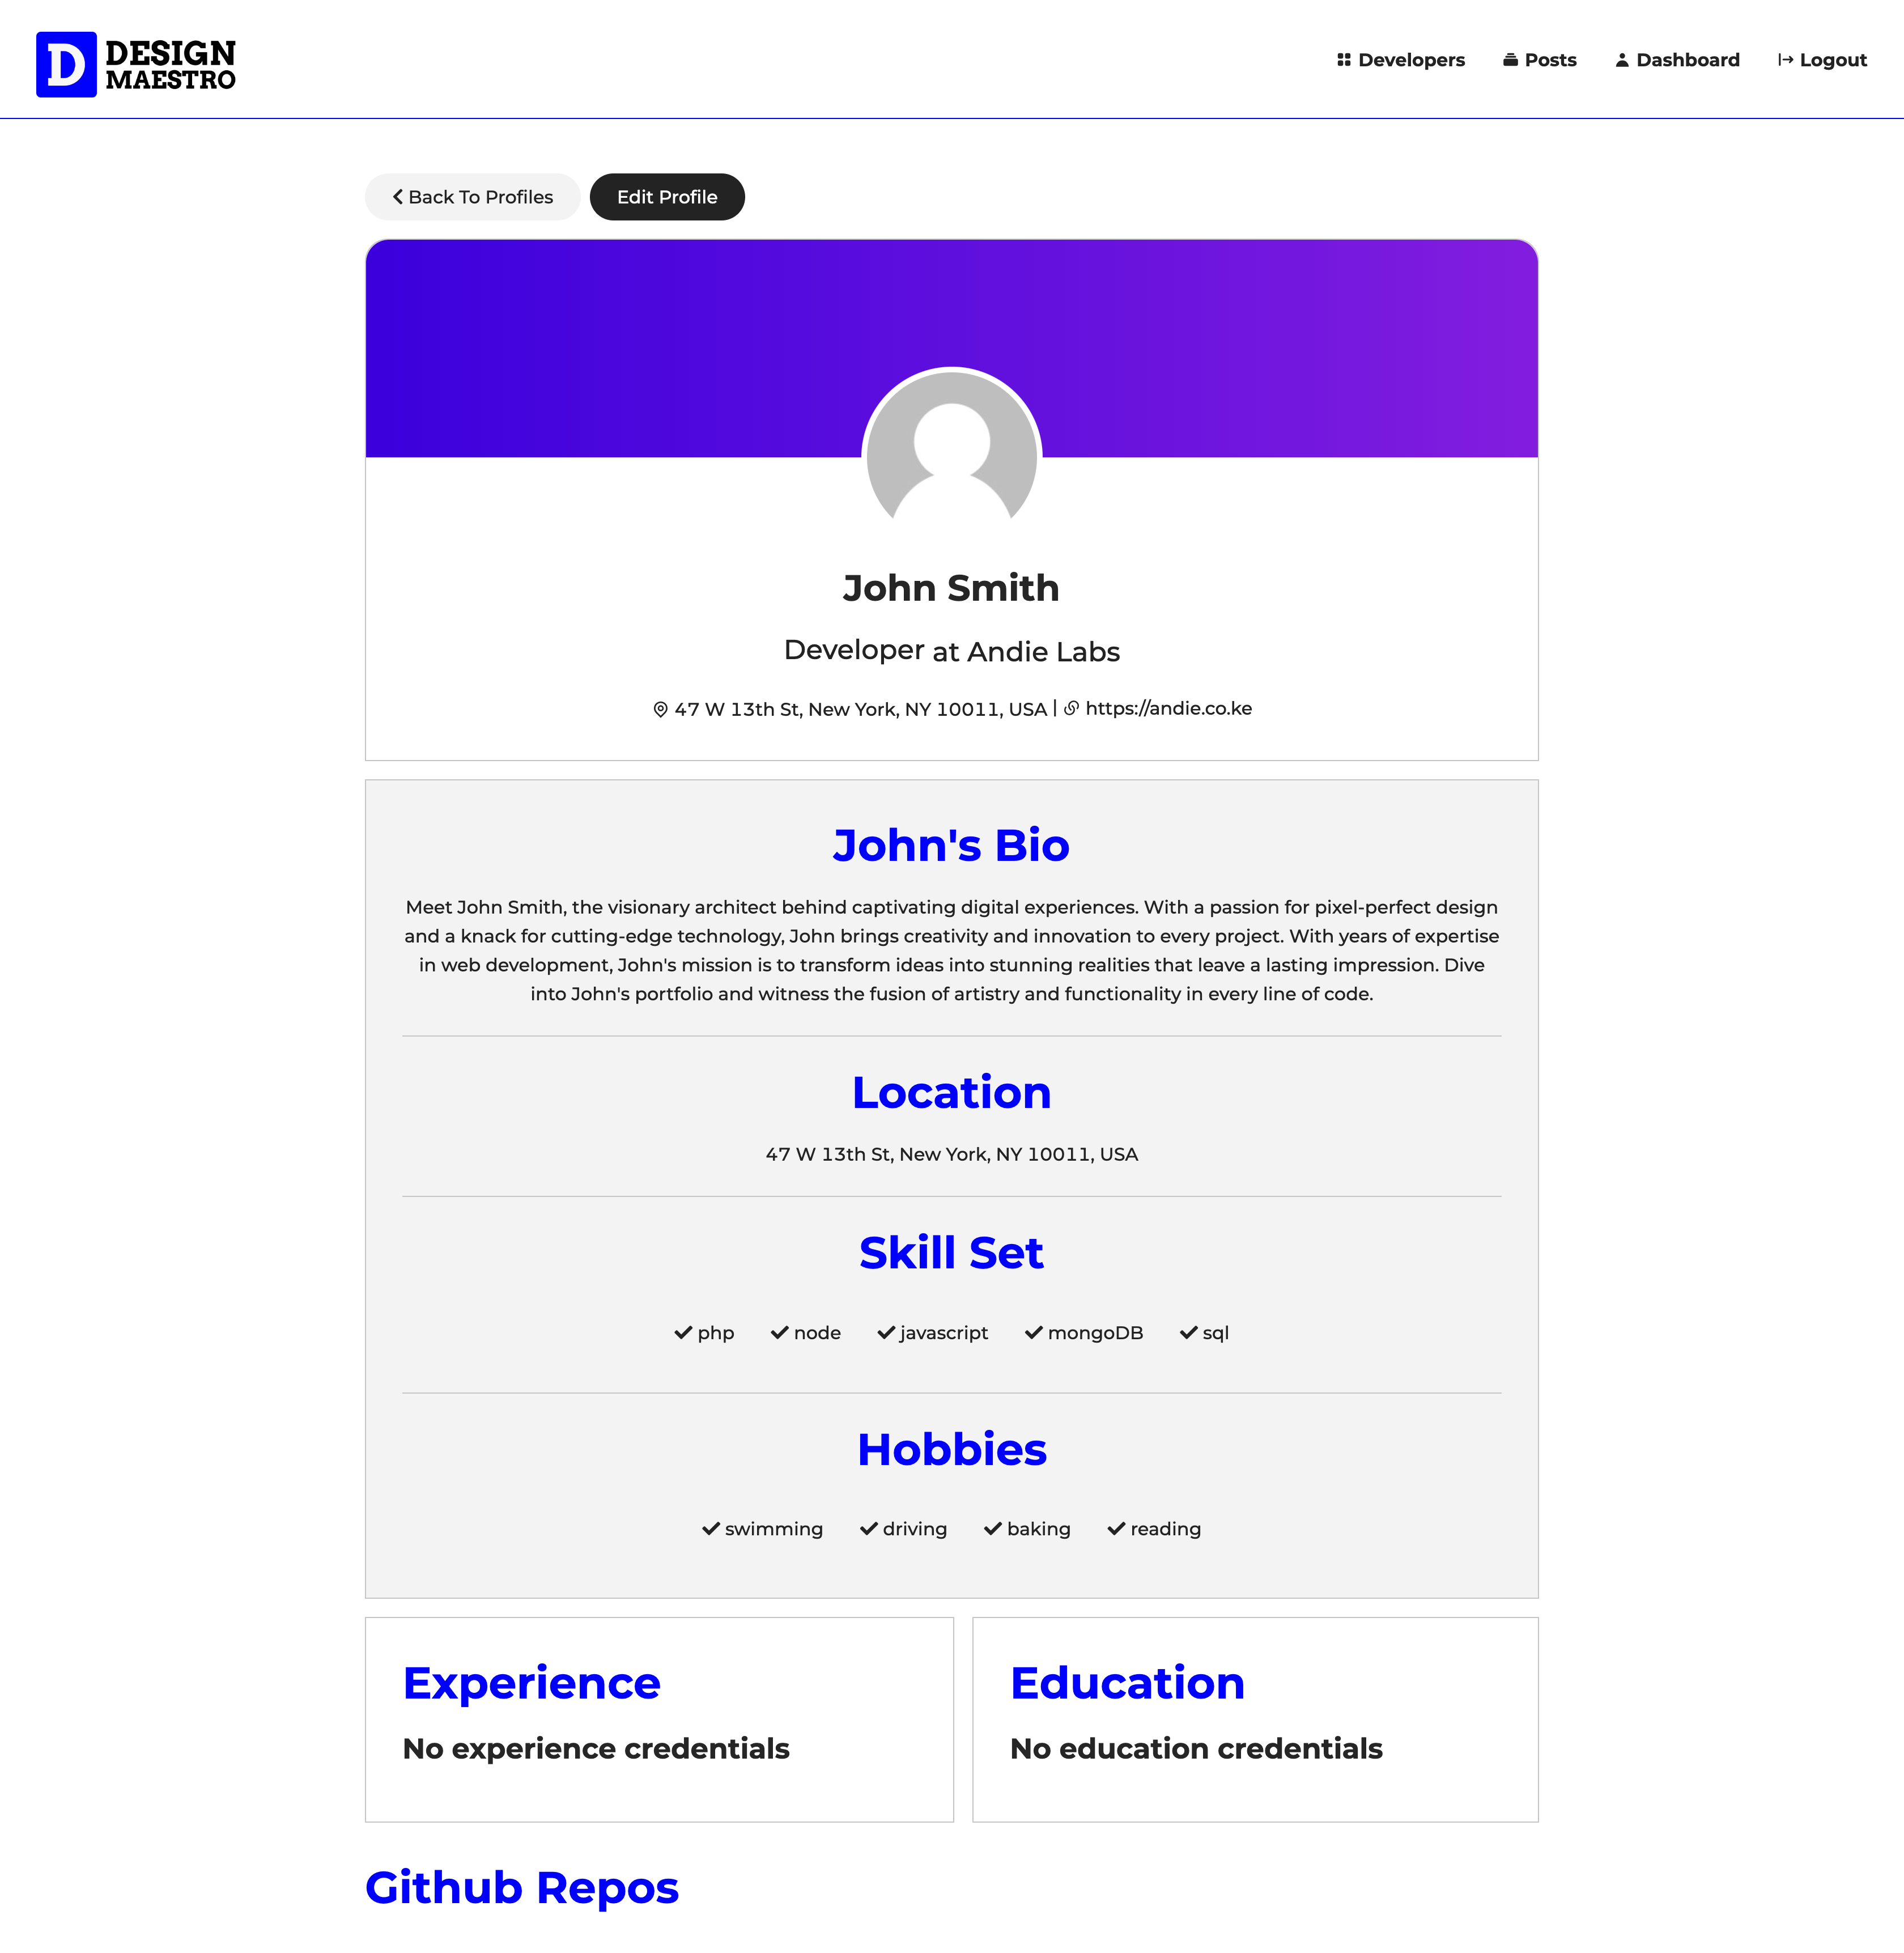 DESIGN
MAESTRO
Developers
Posts
Dashboard
Logout
Back To Profiles
Edit Profile
John Smith
Developer at Andie Labs
47 W 13th St, New York, NY 10011, USA | https://andie.co.ke
John's Bio
Meet John Smith, the visionary architect behind captivating digital experiences. With a passion for pixel-perfect design
and a knack for cutting-edge technology, John brings creativity and innovation to every project. With years of expertise
in web development, John's mission is to transform ideas into stunning realities that leave a lasting impression. Dive
into John's portfolio and witness the fusion of artistry and functionality in every line of code.
Location
47 W 13th St, New York, NY 10011, USA
Skill Set
php node javascript mongoDB sql
Hobbies
swimming driving baking reading
Experience
No experience credentials
Education
No education credentials
Github Repos